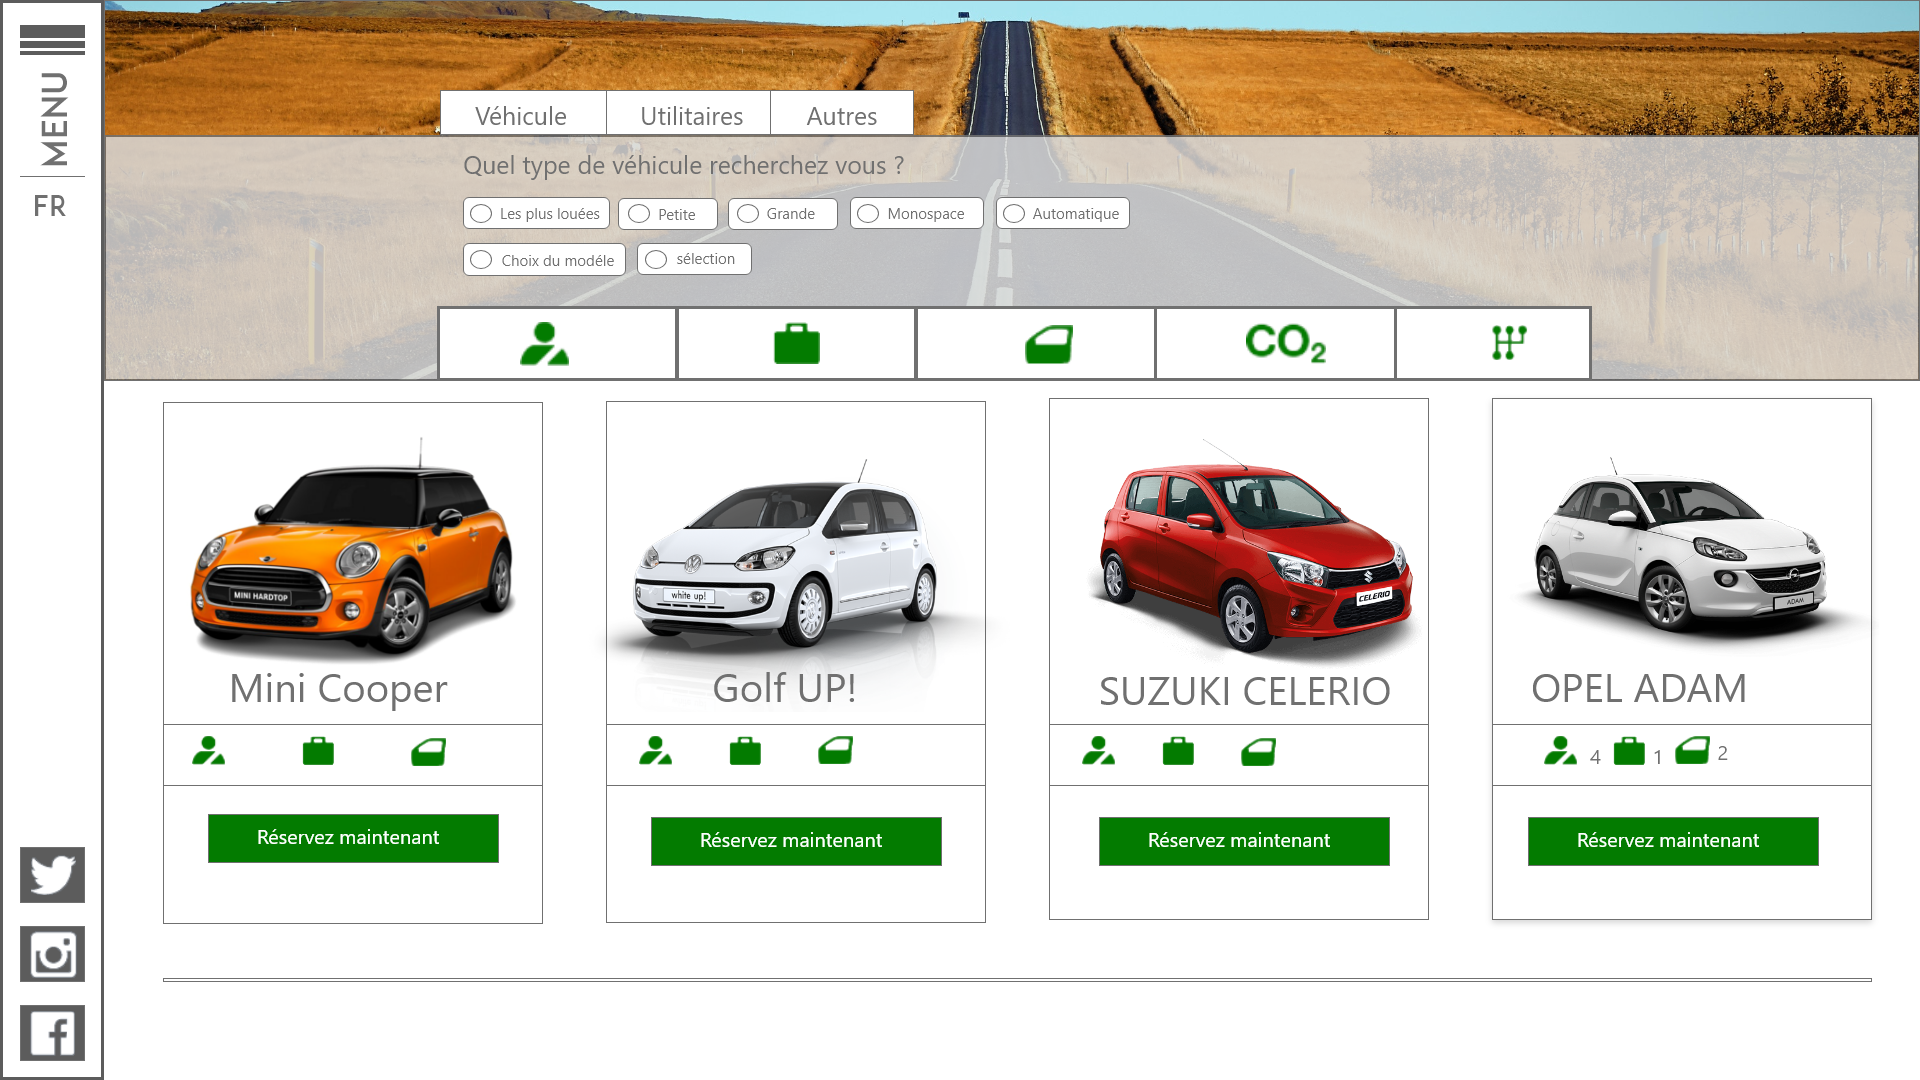 MENU
FR
Véhicule
Utilitaires
Autres
Quel type de véhicule recherchez vous ?
Les plus louées
Petite
Grande
Monospace
Automatique
Choix du modéle
sélection
CO2
MINI HARDTOP
white up!
CELERIO
ADAM
Mini Cooper
Golf UP!
SUZUKI CELERIO
OPEL ADAM
4
1
2
Réservez maintenant
Réservez maintenant
Réservez maintenant
Réservez maintenant